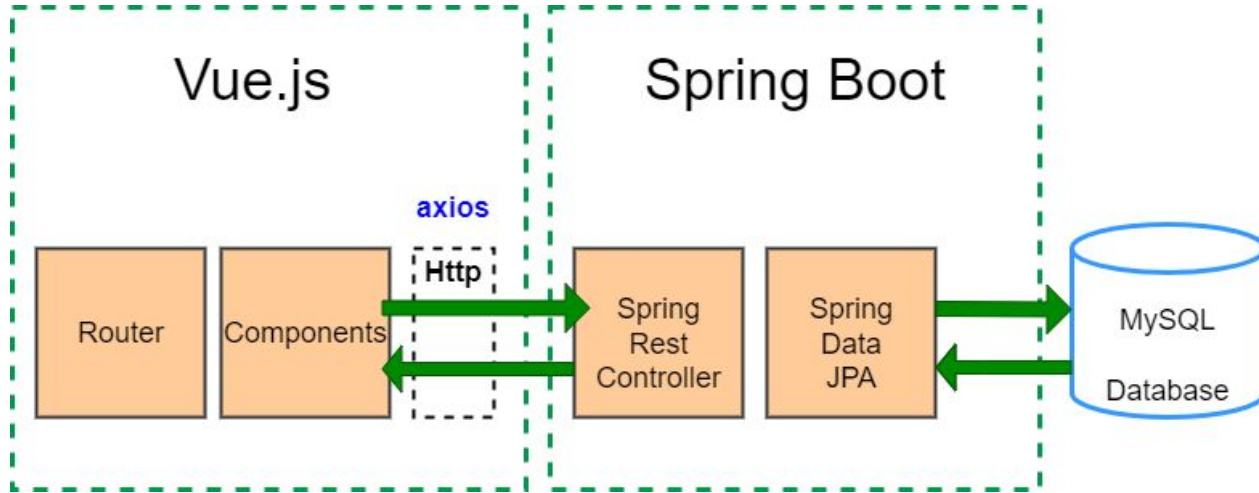 Vue.js
Spring Boot
axios
Http
Router
Components
Spring
Rest
Controller
Spring
Data
JPA
MySQL
Database